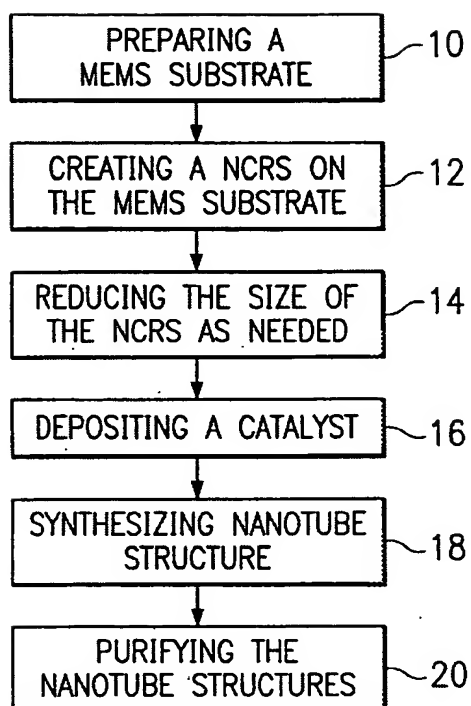 PREPARING A
MEMS SUBSTRATE
10
CREATING A NCRS ON
THE MEMS SUBSTRATE
12
REDUCING THE SIZE OF
THE NCRS AS NEEDED
14
DEPOSITING A CATALYST
16
SYNTHESIZING NANOTUBE
STRUCTURE
18
PURIFYING THE
NANOTUBE STRUCTURES
20